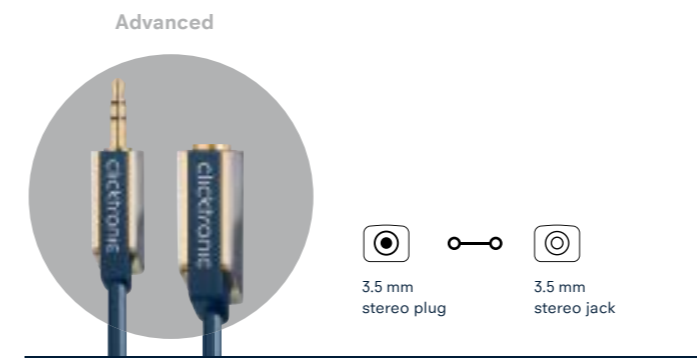 Advanced
clicktronic
clicktronic
3.5 mm
stereo plug
3.5 mm
stereo jack